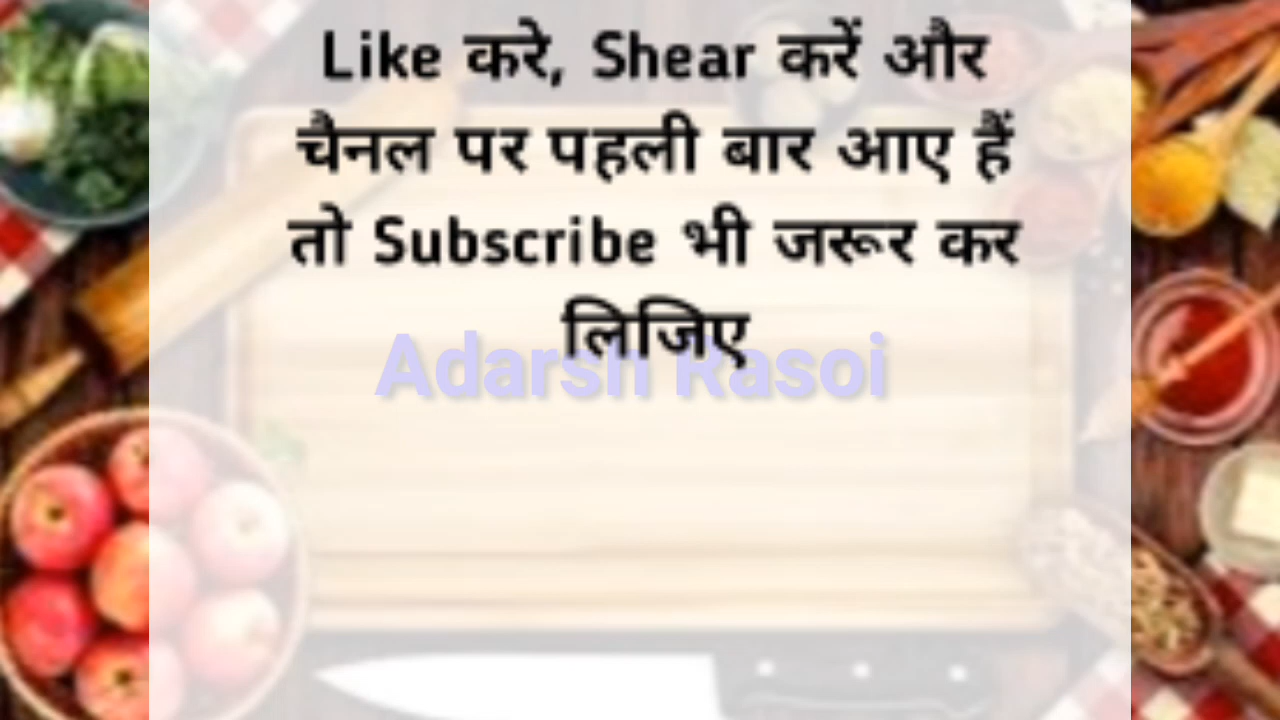 Like करे, Shear करें और
चैनल पर पहली बार आए हैं
तो Subscribe भी जरूर कर
लिजिए
Adarsh Rasoi